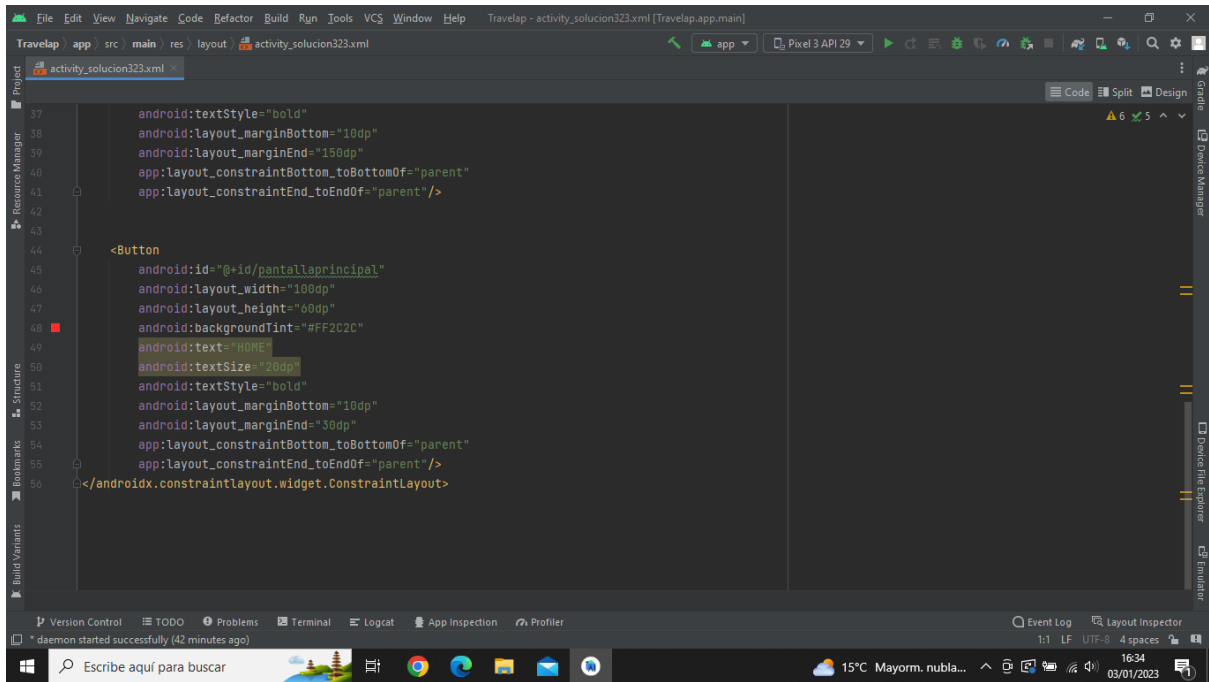 File Edit View Navigate Code Refactor Build Run Tools VCS Window Help Travelap - activity_solucion323.xml [Travelap.app.main]
Travelap app src main res layout activity_solucion323.xml app Pixel 3 API 29
activity_solucion323.xml
Code Split Design
6 5
37 android:textStyle="bold"
38 android:layout_marginBottom="10dp"
39 android:layout_marginEnd="150dp"
40 app:layout_constraintBottom_toBottomOf="parent"
41 app:layout_constraintEnd_toEndOf="parent"/>
42
43
44 <Button
45 android:id="@+id/pantallaprincipal"
46 android:layout_width="100dp"
47 android:layout_height="60dp"
48 android:backgroundTint="#FF2C2C"
49 android:text="HOME"
50 android:textSize="20dp"
51 android:textStyle="bold"
52 android:layout_marginBottom="10dp"
53 android:layout_marginEnd="30dp"
54 app:layout_constraintBottom_toBottomOf="parent"
55 app:layout_constraintEnd_toEndOf="parent"/>
56 </androidx.constraintlayout.widget.ConstraintLayout>
Project
Resource Manager
Structure
Bookmarks
Build Variants
Gradle
Device Manager
Device File Explorer
Emulator
Version Control TODO Problems Terminal Logcat App Inspection Profiler Event Log Layout Inspector
* daemon started successfully (42 minutes ago) 1:1 LF UTF-8 4 spaces
Escribe aquí para buscar 15°C Mayorm. nubla... 16:34
03/01/2023
1